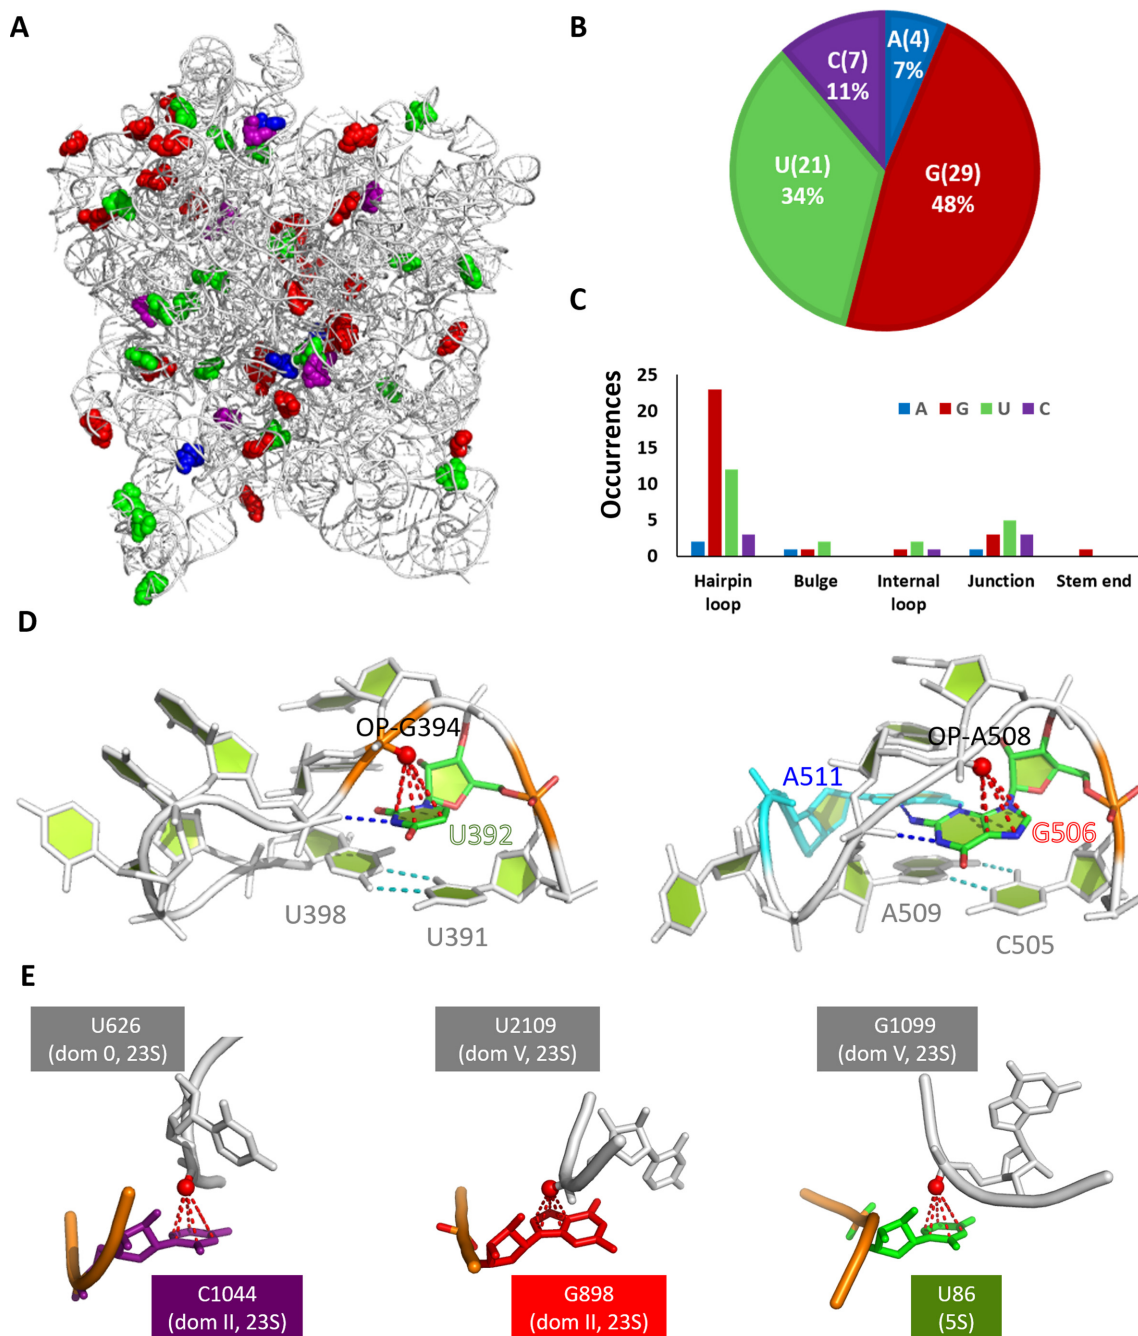 A
B
A(4)
7%
C(7)
11%
U(21)
34%
G(29)
48%
C
Occurrences
25
20
15
10
5
0
A G U C
Hairpin loop
Bulge
Internal loop
Junction
Stem end
D
OP-G394
U392
U398
U391
OP-A508
A511
G506
A509
C505
E
U626
(dom 0, 23S)
U2109
(dom V, 23S)
G1099
(dom V, 23S)
C1044
(dom II, 23S)
G898
(dom II, 23S)
U86
(5S)